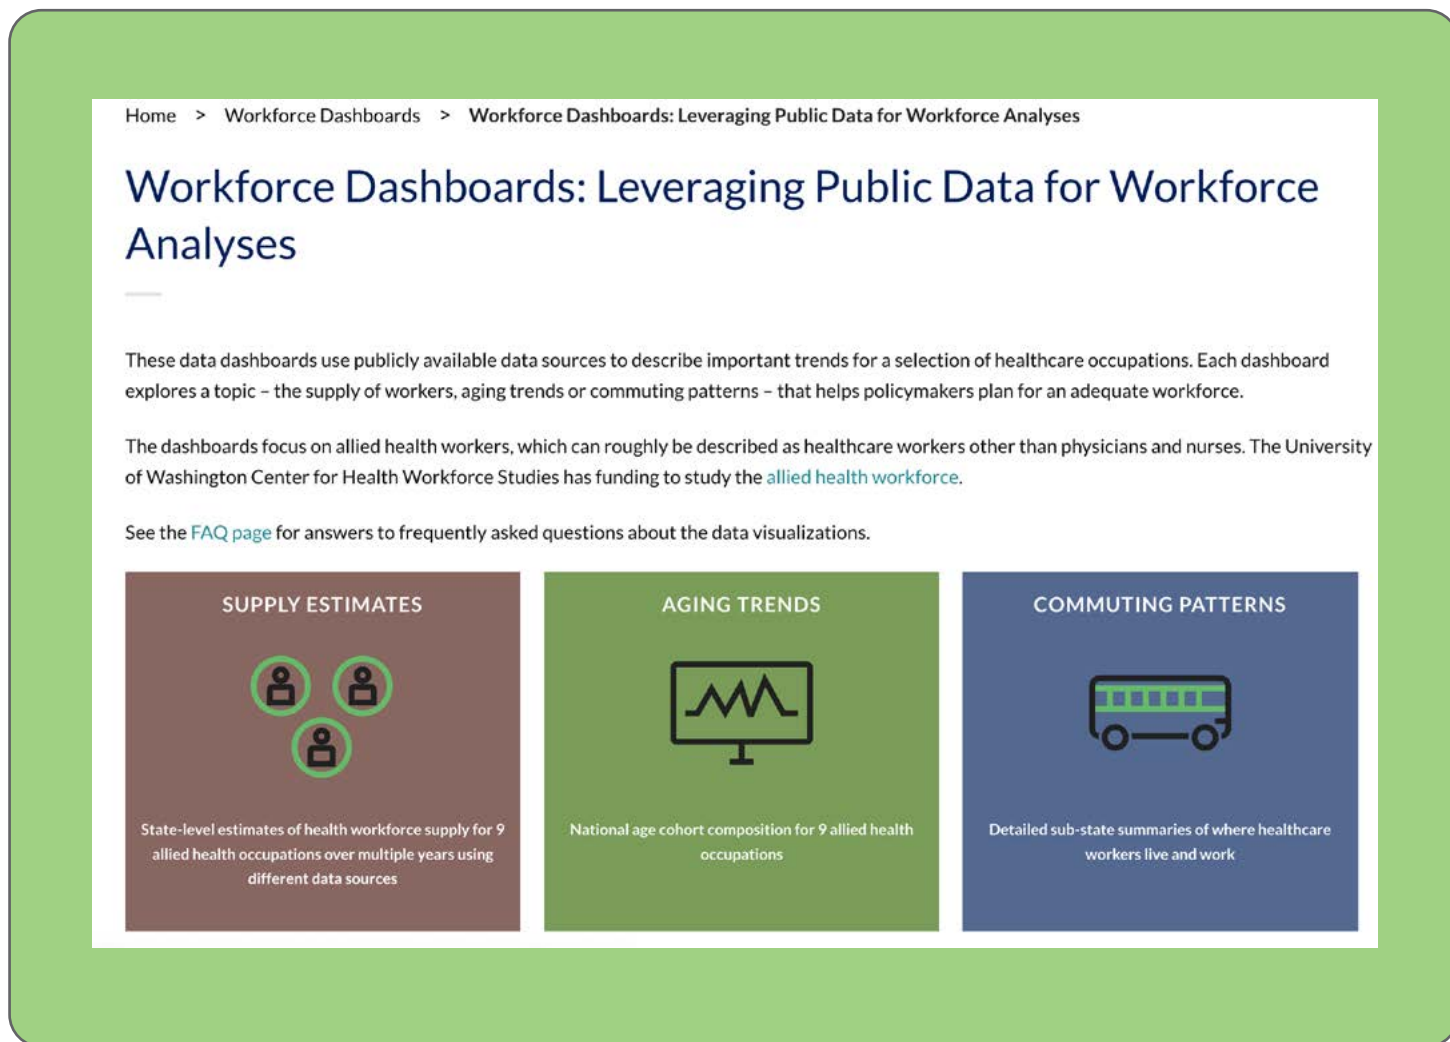 Home > Workforce Dashboards > Workforce Dashboards: Leveraging Public Data for Workforce Analyses
Workforce Dashboards: Leveraging Public Data for Workforce
Analyses
These data dashboards use publicly available data sources to describe important trends for a selection of healthcare occupations. Each dashboard
explores a topic – the supply of workers, aging trends or commuting patterns – that helps policymakers plan for an adequate workforce.
The dashboards focus on allied health workers, which can roughly be described as healthcare workers other than physicians and nurses. The University
of Washington Center for Health Workforce Studies has funding to study the allied health workforce.
See the FAQ page for answers to frequently asked questions about the data visualizations.
SUPPLY ESTIMATES
State-level estimates of health workforce supply for 9
allied health occupations over multiple years using
different data sources
AGING TRENDS
National age cohort composition for 9 allied health
occupations
COMMUTING PATTERNS
Detailed sub-state summaries of where healthcare
workers live and work